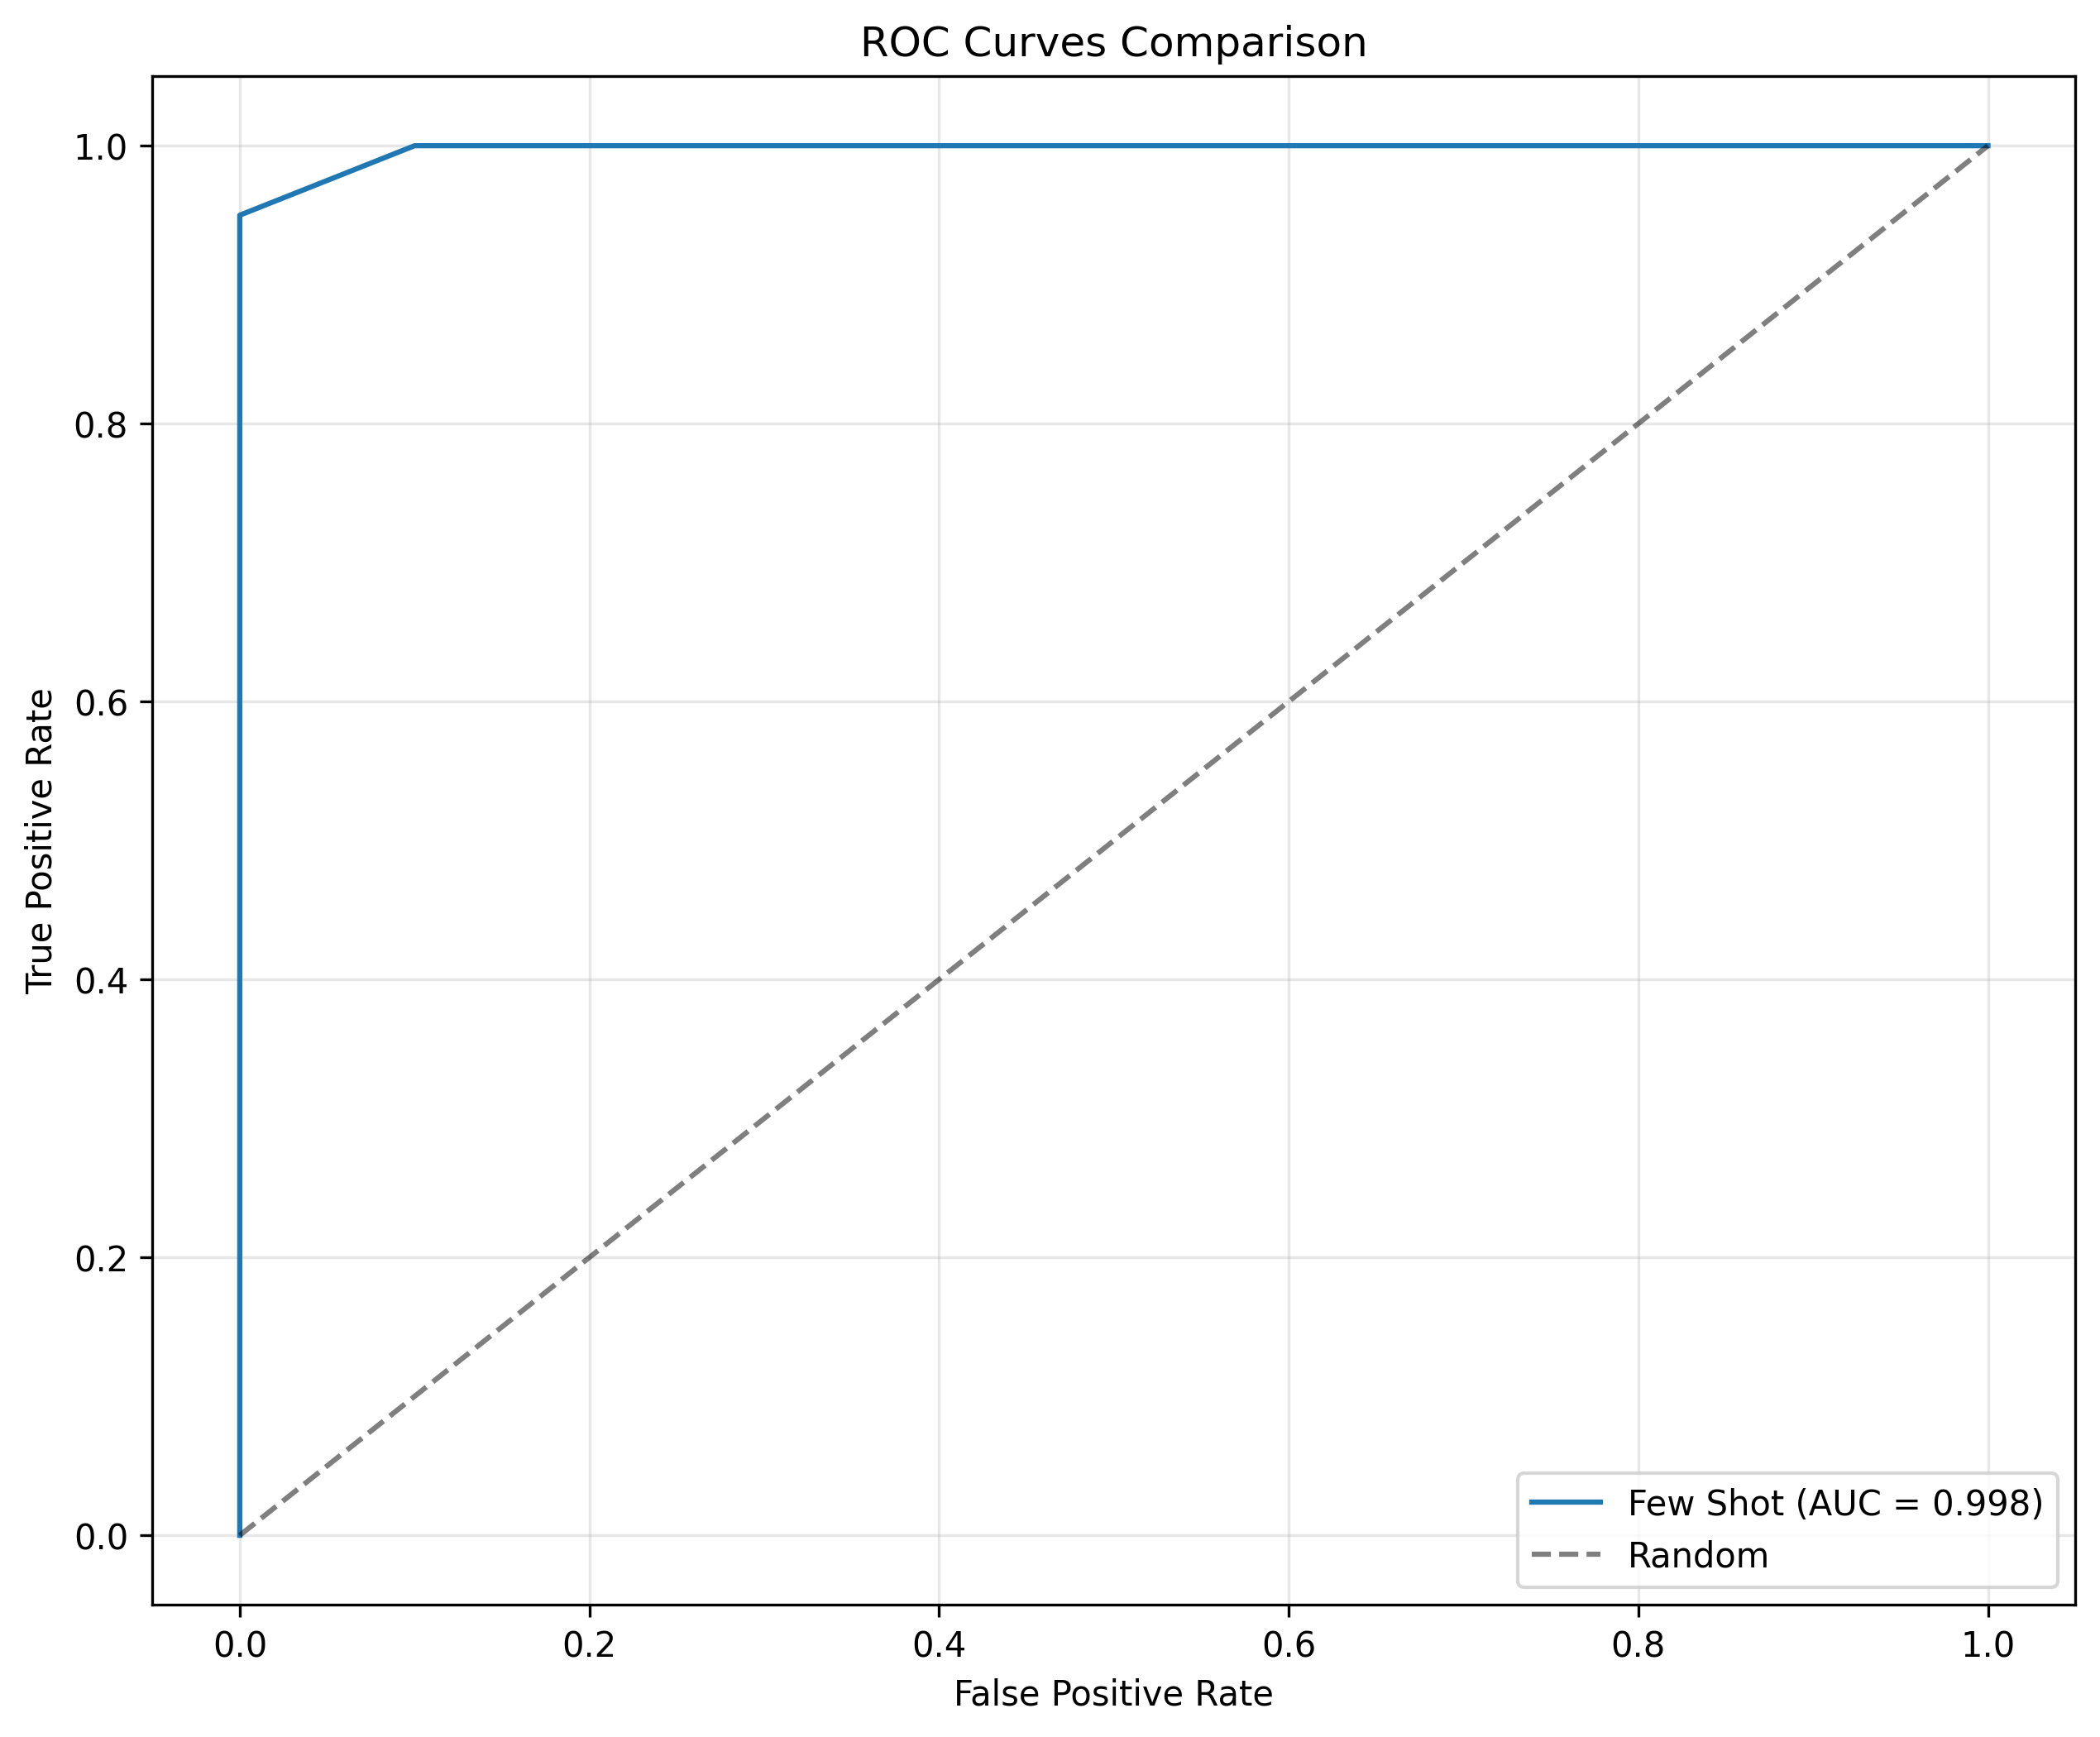 ROC Curves Comparison
1.0
0.8
0.6
0.4
0.2
0.0
True Positive Rate
0.0 0.2 0.4 0.6 0.8 1.0
False Positive Rate
Few Shot (AUC = 0.998)
Random